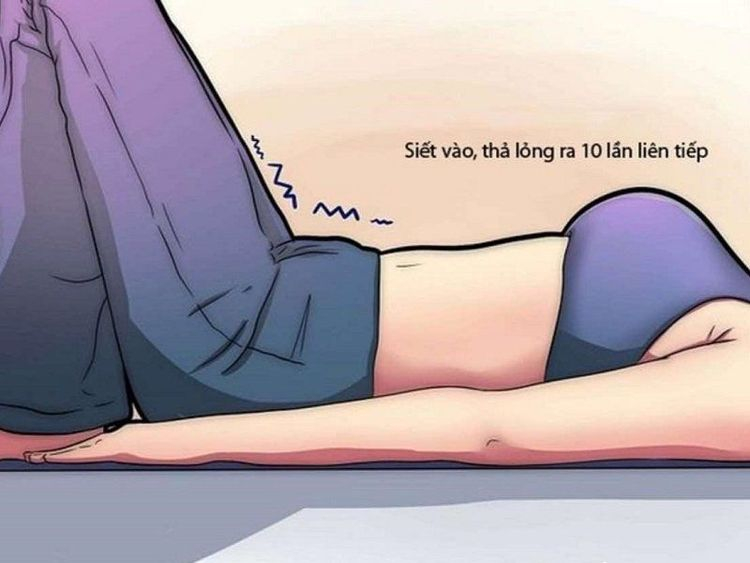 Siết vào, thả lỏng ra 10 lần liên tiếp